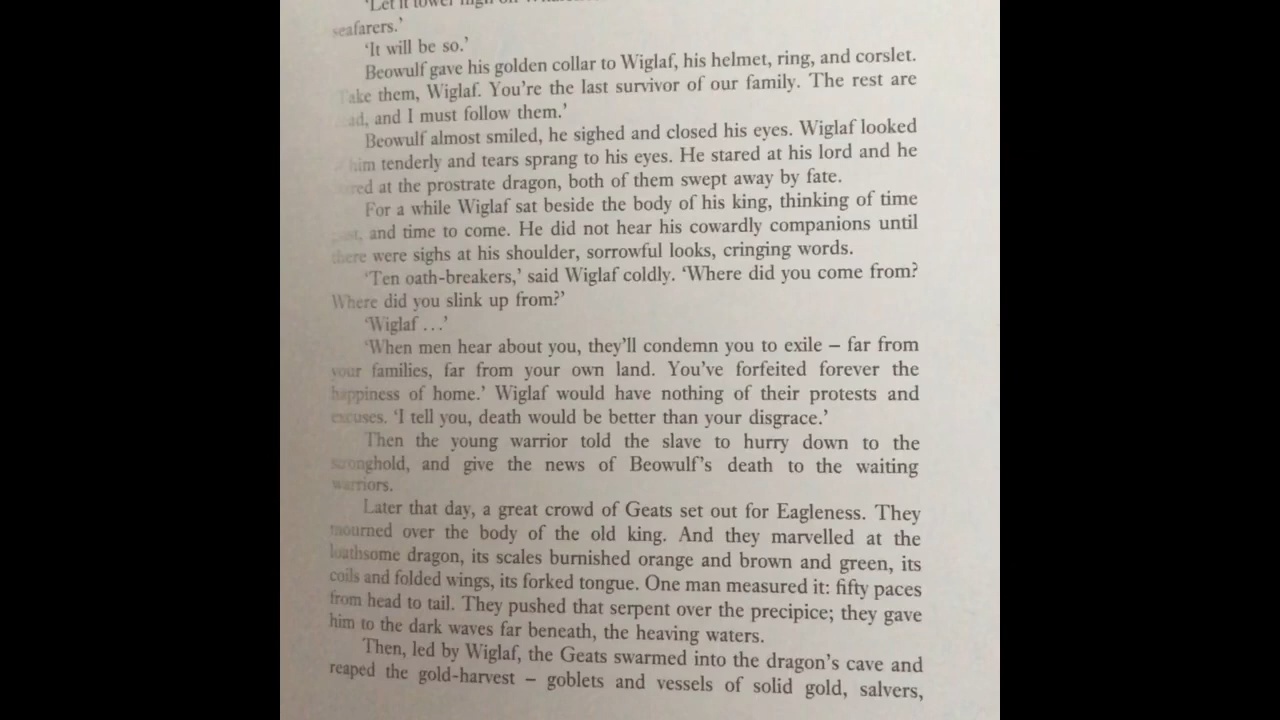 'Let it tower high on
seafarers.'
'It will be so.'
Beowulf gave his golden collar to Wiglaf, his helmet, ring, and corslet.
Take them, Wiglaf. You're the last survivor of our family. The rest are
and I must follow them.'
Beowulf almost smiled, he sighed and closed his eyes. Wiglaf looked
him tenderly and tears sprang to his eyes. He stared at his lord and he
at the prostrate dragon, both of them swept away by fate.
For a while Wiglaf sat beside the body of his king, thinking of time
past, and time to come. He did not hear his cowardly companions until
there were sighs at his shoulder, sorrowful looks, cringing words.
'Ten oath-breakers,' said Wiglaf coldly. 'Where did you come from?
Where did you slink up from?'
'Wiglaf ...'
'When men hear about you, they'll condemn you to exile – far from
your families, far from your own land. You've forfeited forever the
happiness of home.' Wiglaf would have nothing of their protests and
excuses. 'I tell you, death would be better than your disgrace.'
Then the young warrior told the slave to hurry down to the
stronghold, and give the news of Beowulf's death to the waiting
warriors.
Later that day, a great crowd of Geats set out for Eagleness. They
mourned over the body of the old king. And they marvelled at the
loathsome dragon, its scales burnished orange and brown and green, its
coils and folded wings, its forked tongue. One man measured it: fifty paces
from head to tail. They pushed that serpent over the precipice; they gave
him to the dark waves far beneath, the heaving waters.
Then, led by Wiglaf, the Geats swarmed into the dragon's cave and
reaped the gold-harvest – goblets and vessels of solid gold, salvers,